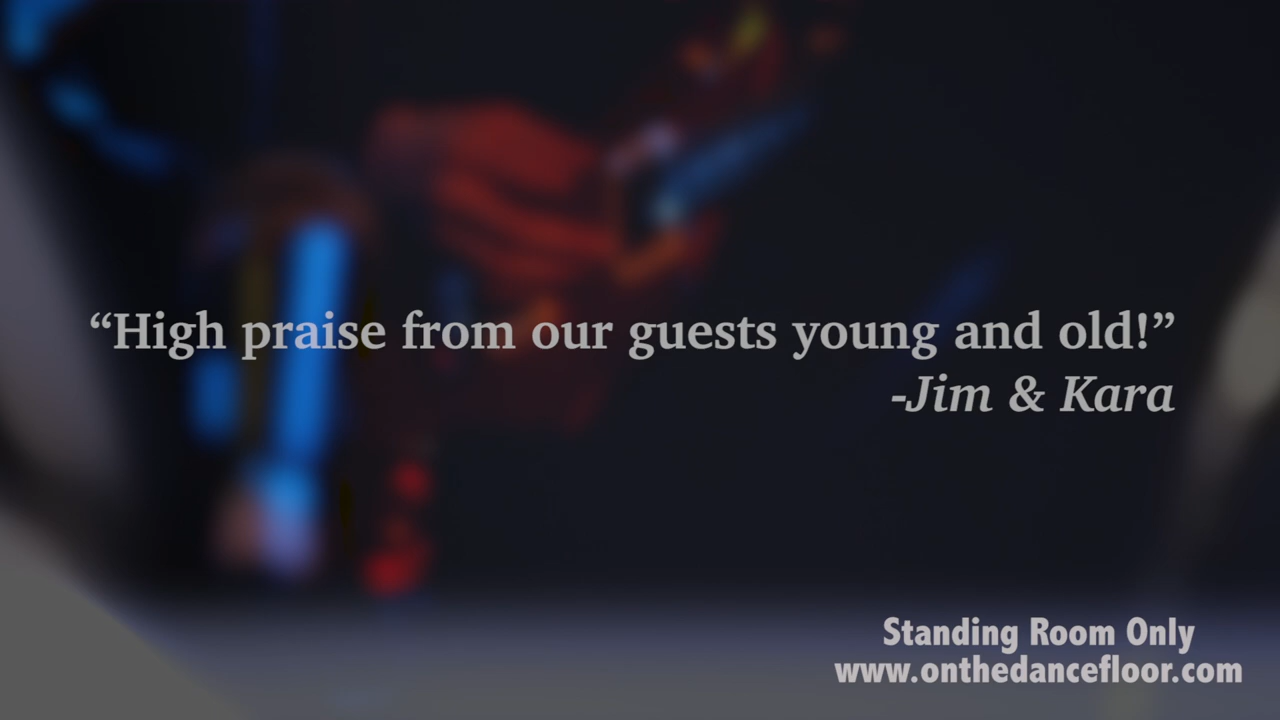 “High praise from our guests young and old!”
-Jim & Kara
Standing Room Only
www.onthedancefloor.com